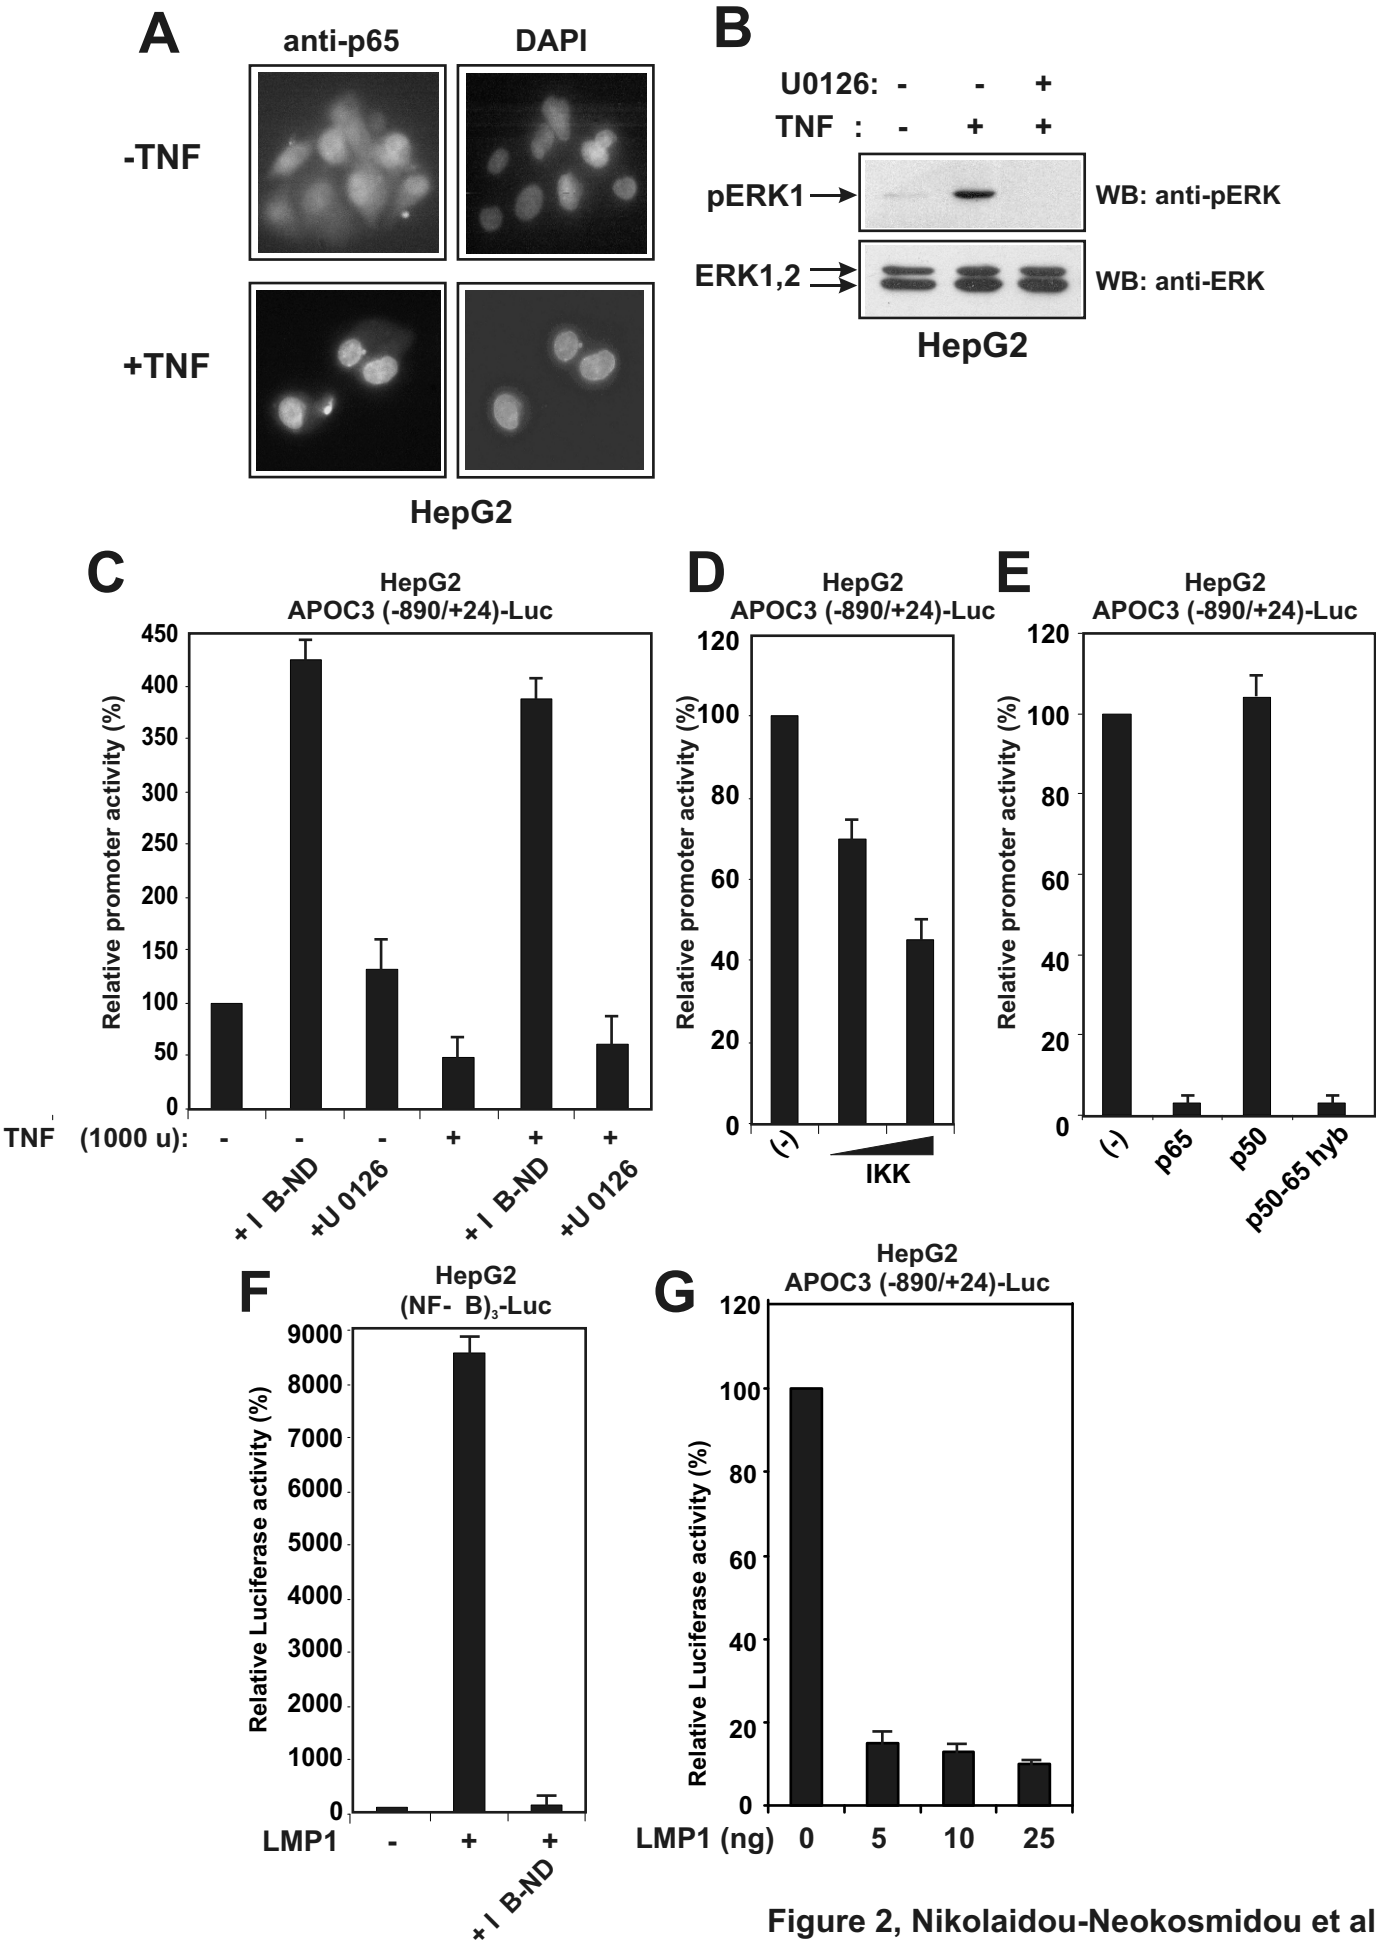 A
anti-p65
DAPI
-TNF
+TNF
HepG2
B
U0126: - - +
TNF : - + +
pERK1
WB: anti-pERK
ERK1,2
WB: anti-ERK
HepG2
C
HepG2
APOC3 (-890/+24)-Luc
Relative promoter activity (%)
450
400
350
300
250
200
150
100
50
0
TNF (1000 u): - - - + + +
+ I B-ND
+U 0126
+ I B-ND
+U 0126
D
HepG2
APOC3 (-890/+24)-Luc
Relative promoter activity (%)
120
100
80
60
40
20
0
(-)
IKK
E
HepG2
APOC3 (-890/+24)-Luc
Relative promoter activity (%)
120
100
80
60
40
20
0
(-)
p65
p50
p50-65 hyb
F
HepG2
(NF- B)3-Luc
Relative Luciferase activity (%)
9000
8000
7000
6000
5000
4000
3000
2000
1000
0
LMP1 - + +
+ I B-ND
G
HepG2
APOC3 (-890/+24)-Luc
Relative Luciferase activity (%)
120
100
80
60
40
20
0
LMP1 (ng) 0 5 10 25
Figure 2, Nikolaidou-Neokosmidou et al